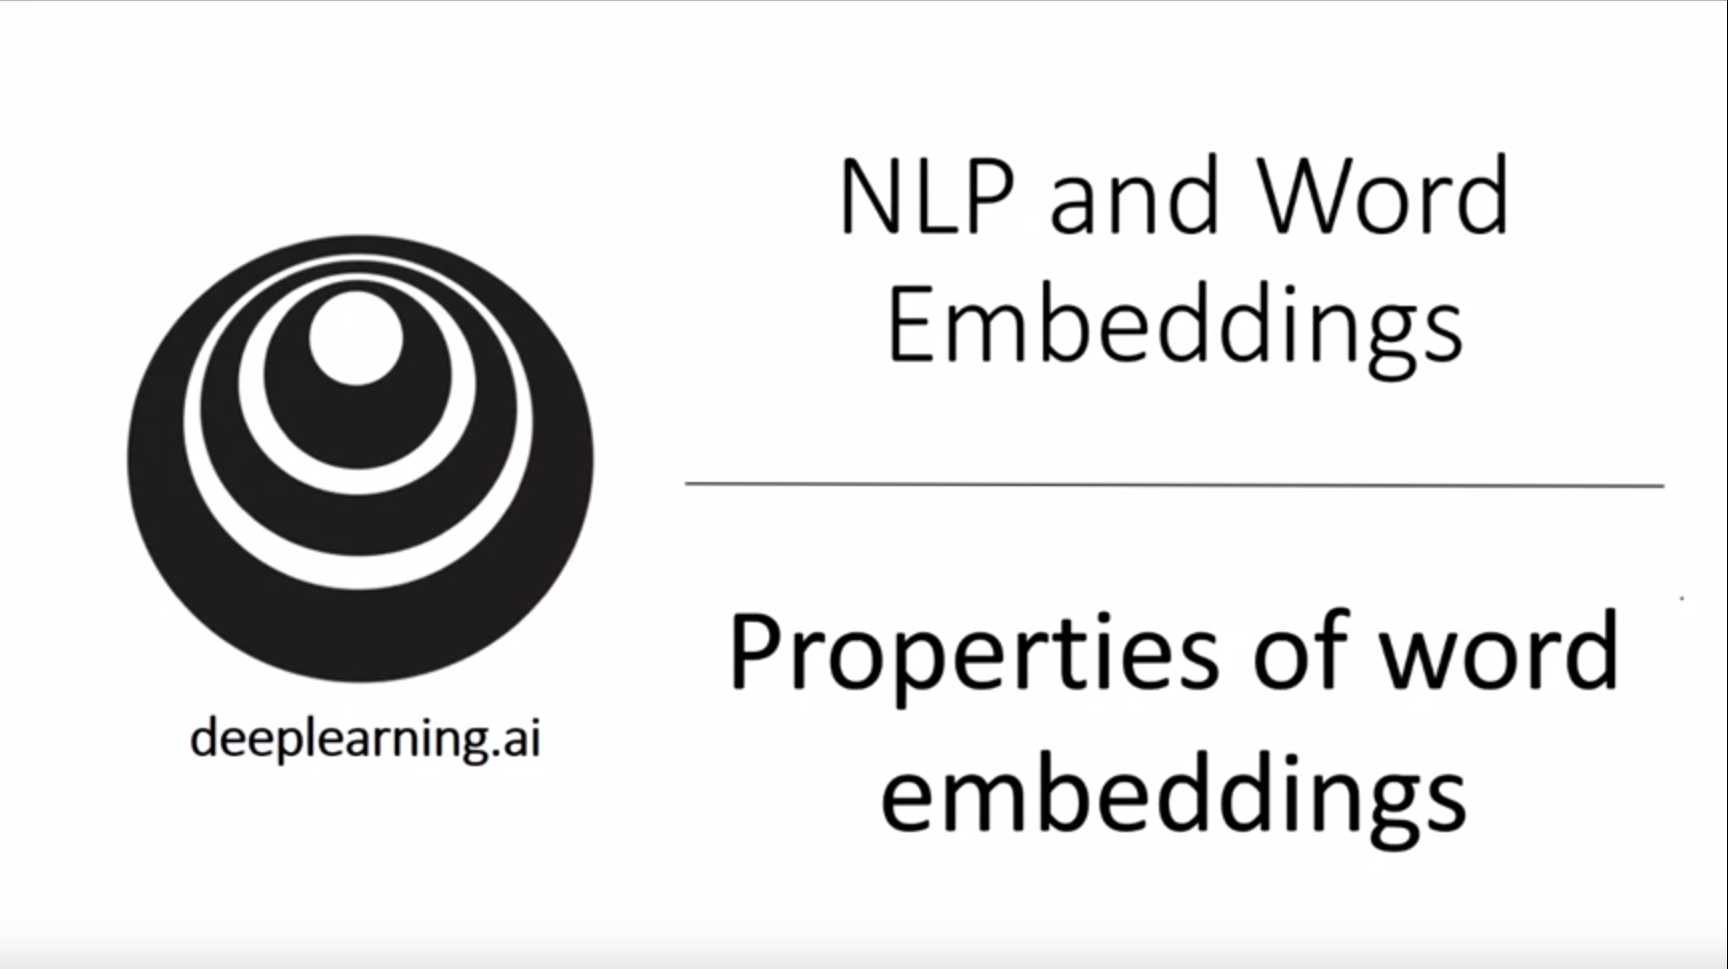 NLP and Word
Embeddings
Properties of word
embeddings
deeplearning.ai